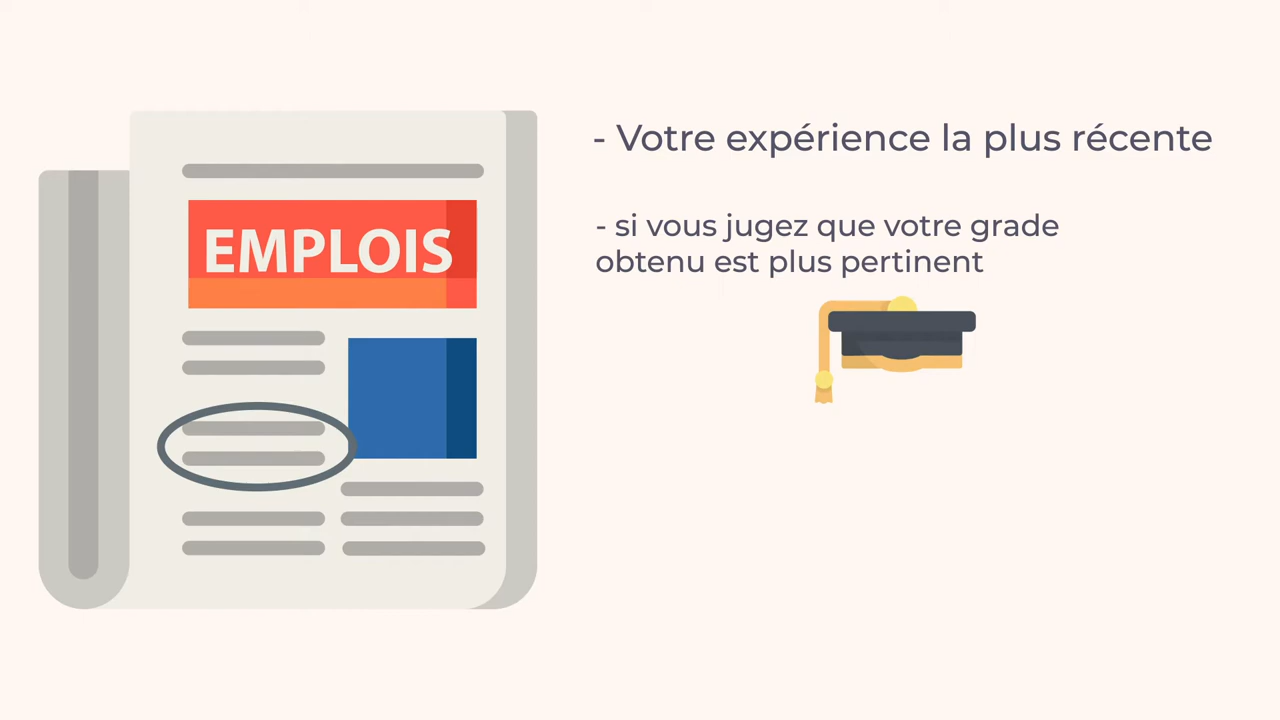 EMPLOIS
- Votre expérience la plus récente
- si vous jugez que votre grade
obtenu est plus pertinent